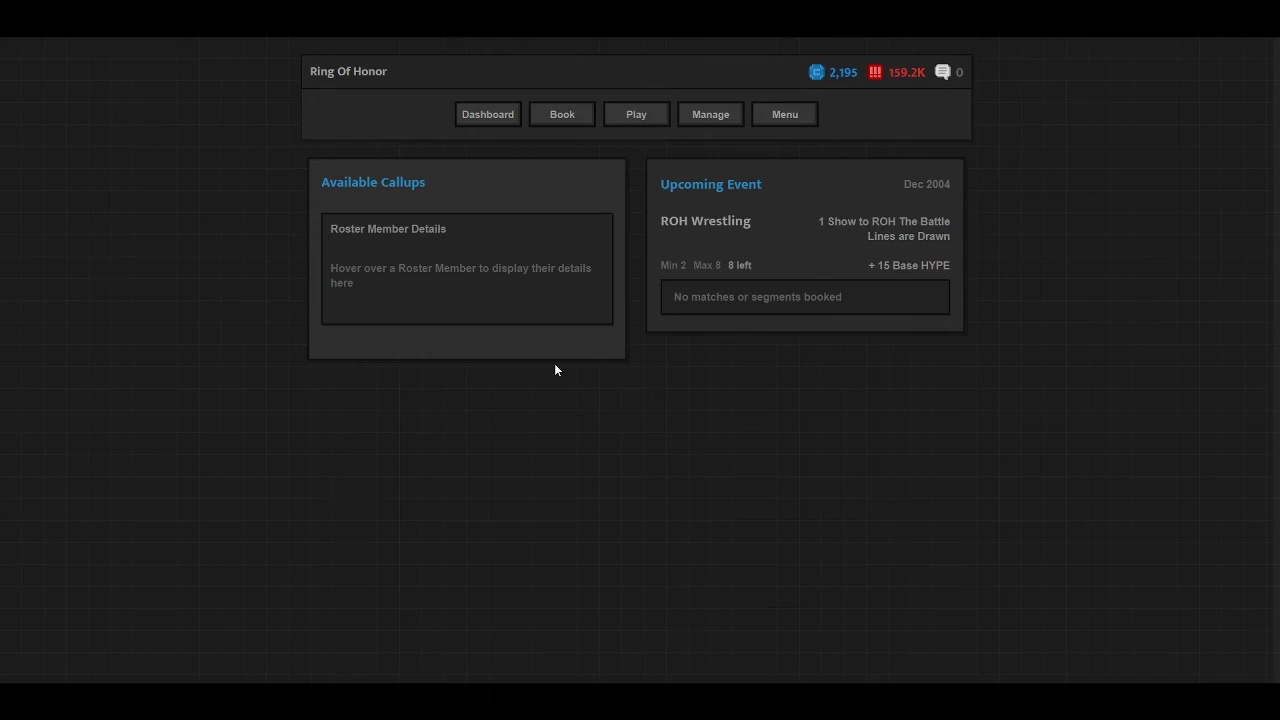 Ring Of Honor
2,195
159.2K
0
Dashboard
Book
Play
Manage
Menu
Available Callups
Roster Member Details
Hover over a Roster Member to display their details
here
Upcoming Event
Dec 2004
ROH Wrestling
1 Show to ROH The Battle
Lines are Drawn
Min 2 Max 8 8 left
+ 15 Base HYPE
No matches or segments booked